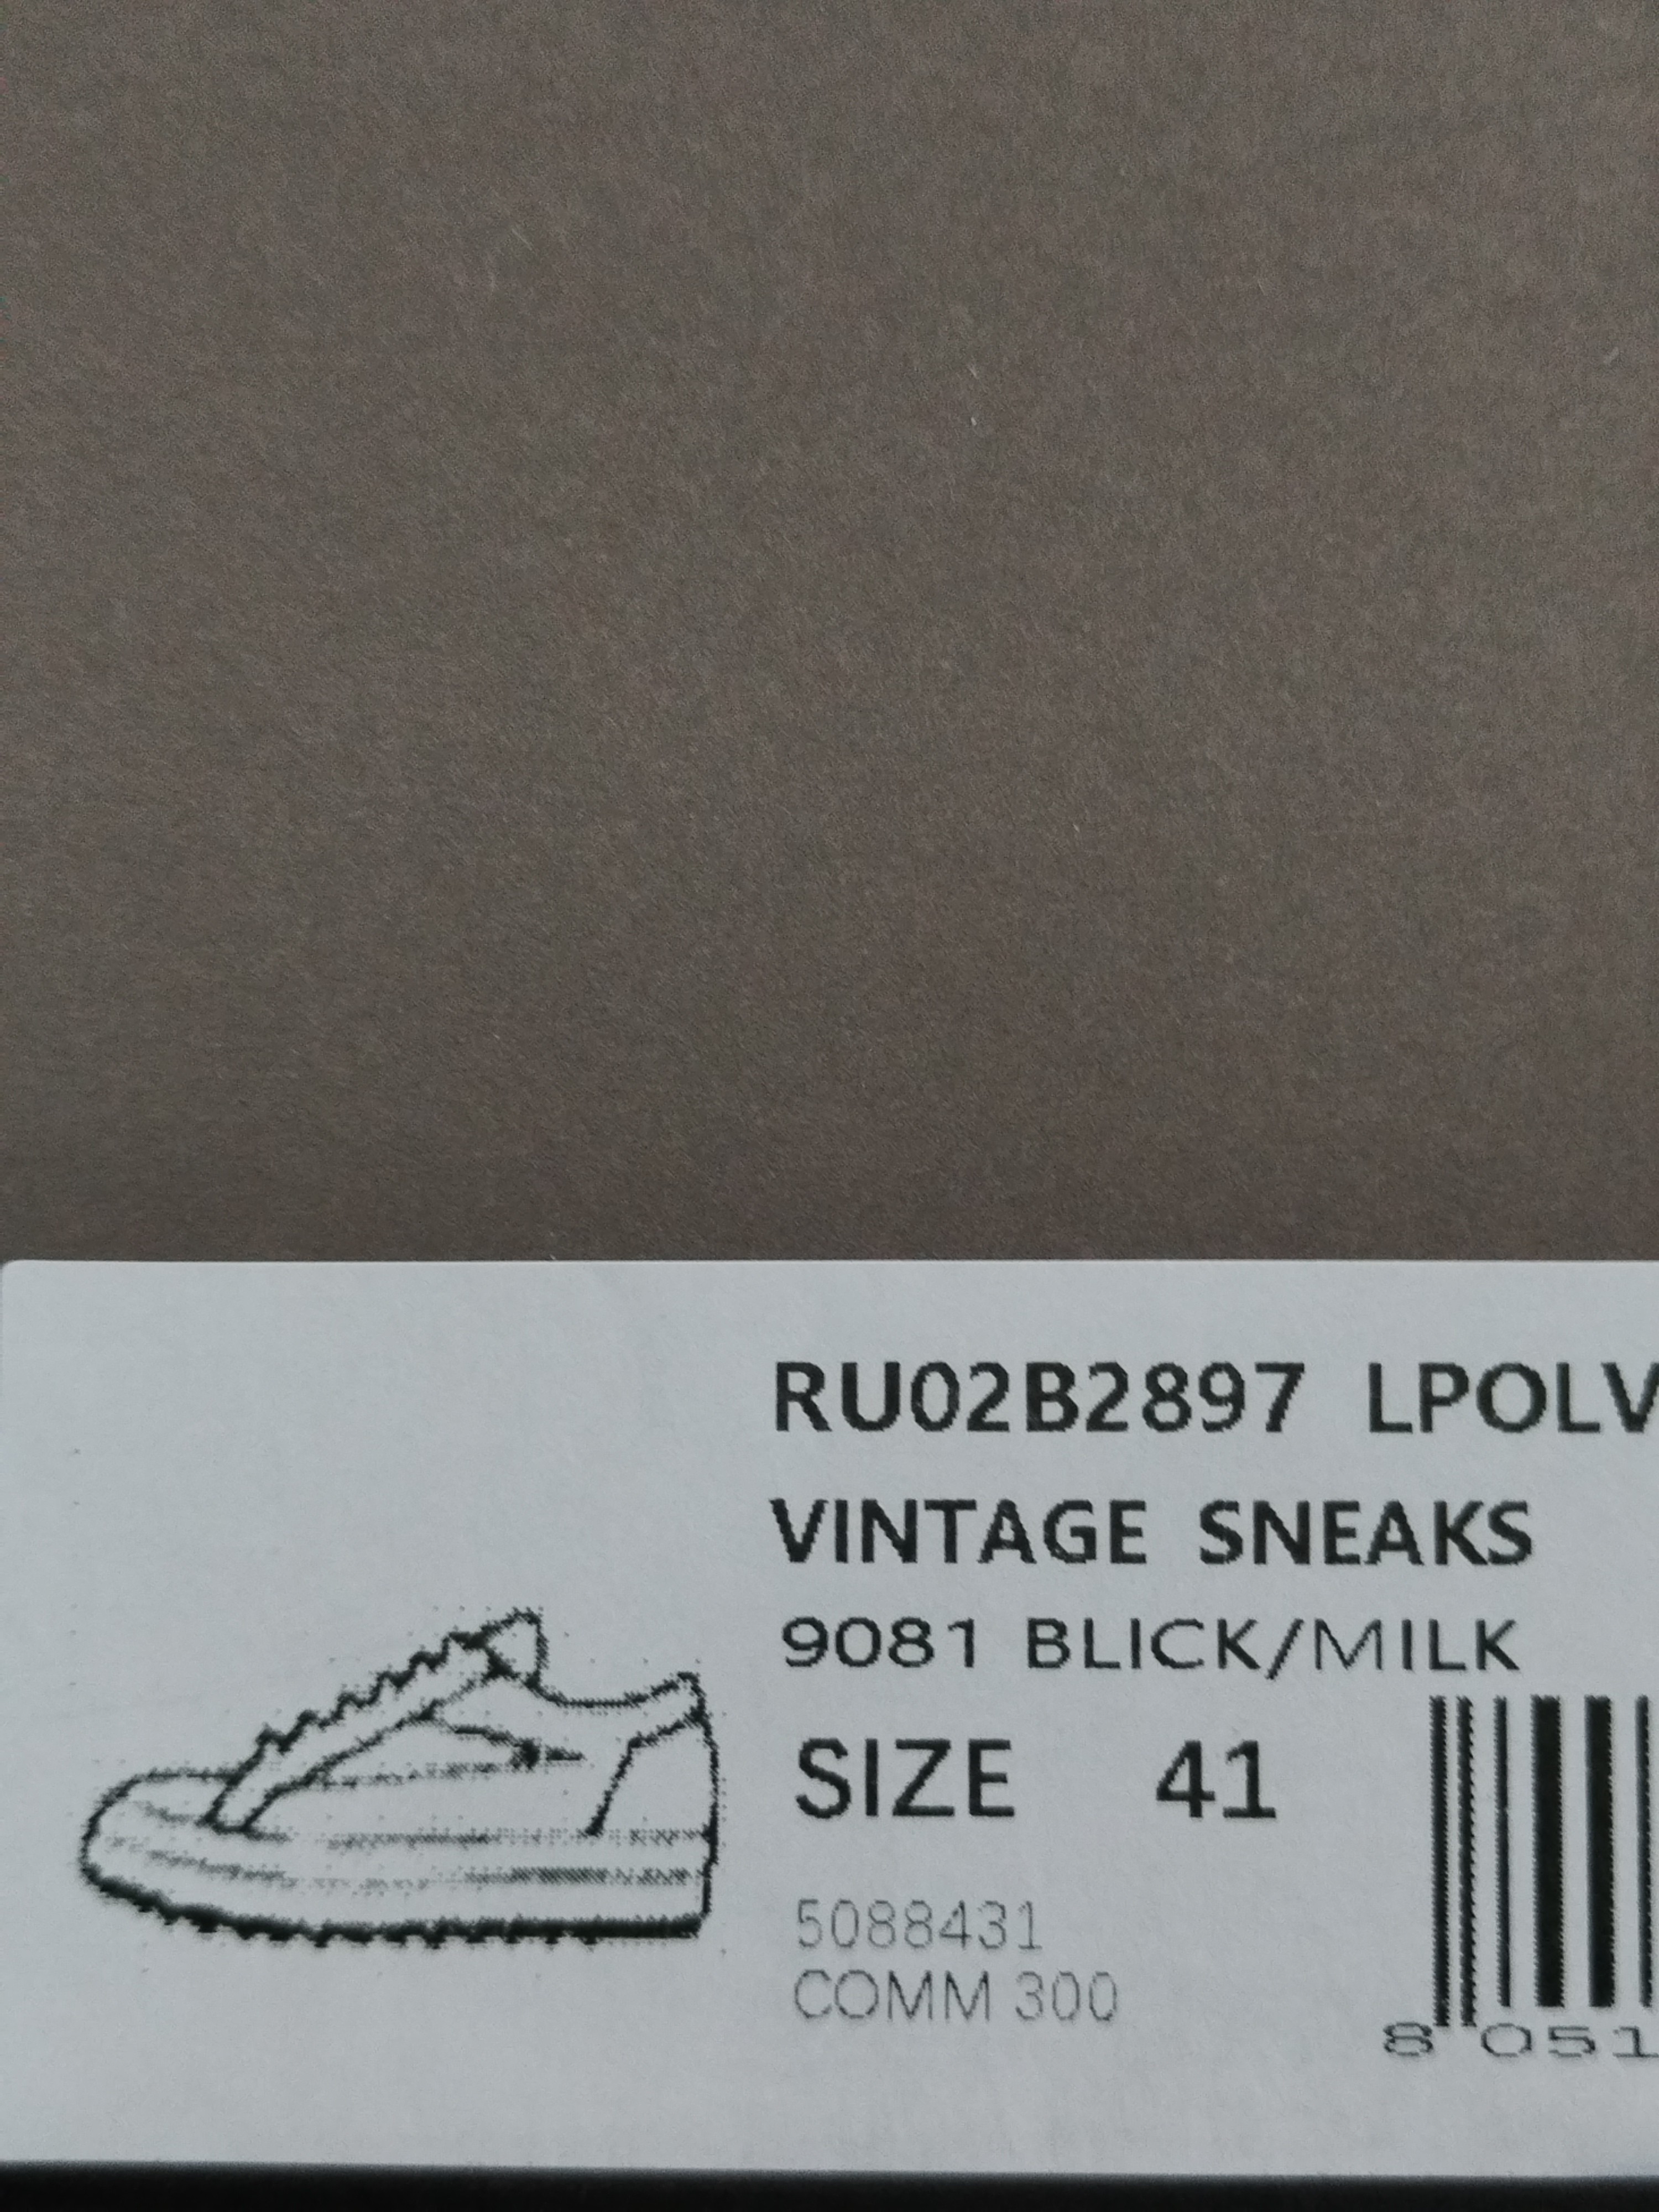 RU02B2897 LPOLV
VINTAGE SNEAKS
9081 BLICK/MILK
SIZE 41
5088431
COMM 300
8 051